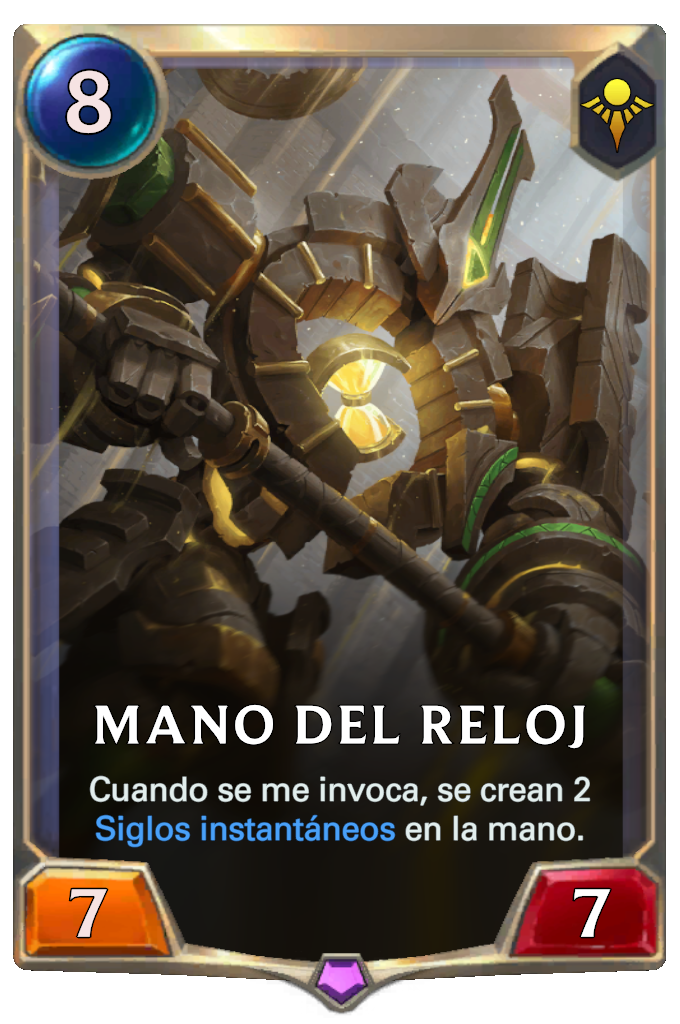 8
MANO DEL RELOJ
Cuando se me invoca, se crean 2
Siglos instantáneos en la mano.
7
7